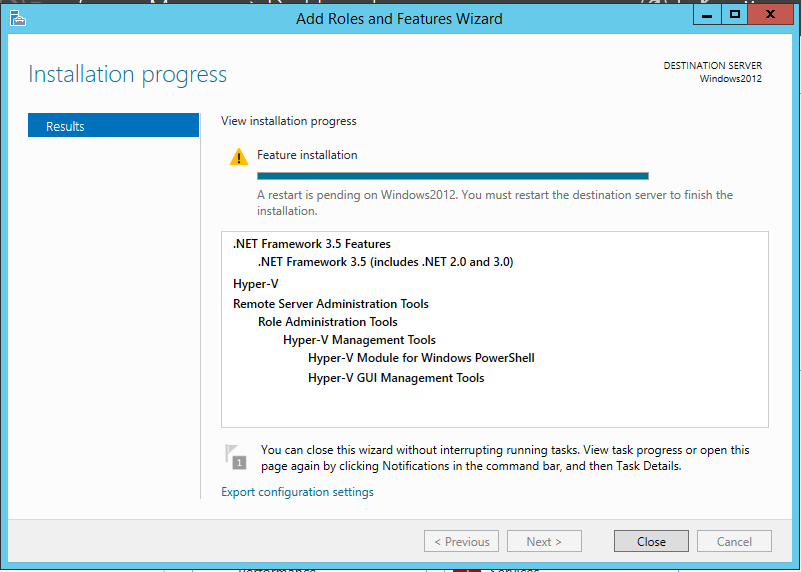 Add Roles and Features Wizard
Installation progress
DESTINATION SERVER
Windows2012
Results
View installation progress
Feature installation
A restart is pending on Windows2012. You must restart the destination server to finish the
installation.
.NET Framework 3.5 Features
.NET Framework 3.5 (includes .NET 2.0 and 3.0)
Hyper-V
Remote Server Administration Tools
Role Administration Tools
Hyper-V Management Tools
Hyper-V Module for Windows PowerShell
Hyper-V GUI Management Tools
1
You can close this wizard without interrupting running tasks. View task progress or open this
page again by clicking Notifications in the command bar, and then Task Details.
Export configuration settings
< Previous
Next >
Close
Cancel